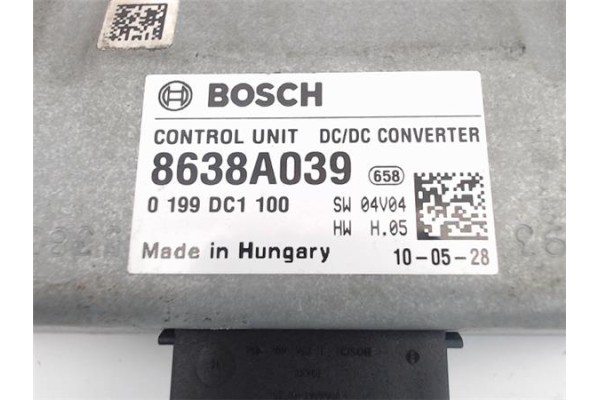 BOSCH
CONTROL UNIT DC/DC CONVERTER
8638A039 658
0 199 DC1 100 SW 04V04
HW H.05
Made in Hungary 10-05-28
BOSCH